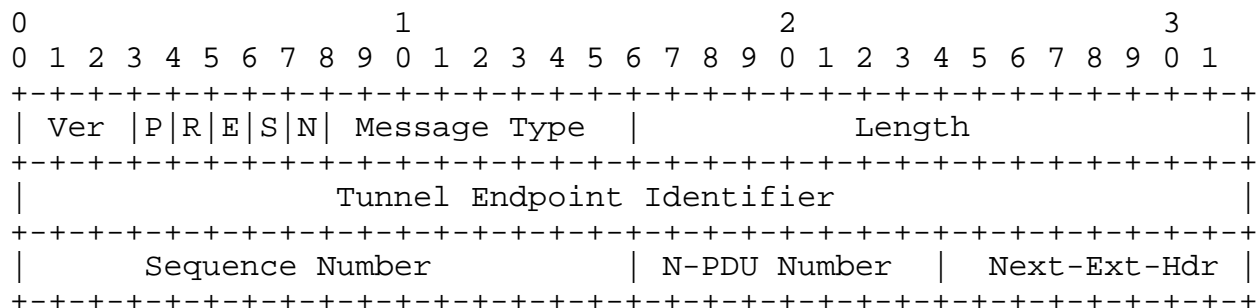 0                   1                   2                   3
0 1 2 3 4 5 6 7 8 9 0 1 2 3 4 5 6 7 8 9 0 1 2 3 4 5 6 7 8 9 0 1
+-+-+-+-+-+-+-+-+-+-+-+-+-+-+-+-+-+-+-+-+-+-+-+-+-+-+-+-+-+-+-+-+
| Ver |P|R|E|S|N| Message Type  |           Length              |
+-+-+-+-+-+-+-+-+-+-+-+-+-+-+-+-+-+-+-+-+-+-+-+-+-+-+-+-+-+-+-+-+
|                Tunnel Endpoint Identifier                     |
+-+-+-+-+-+-+-+-+-+-+-+-+-+-+-+-+-+-+-+-+-+-+-+-+-+-+-+-+-+-+-+-+
|      Sequence Number          | N-PDU Number  |  Next-Ext-Hdr |
+-+-+-+-+-+-+-+-+-+-+-+-+-+-+-+-+-+-+-+-+-+-+-+-+-+-+-+-+-+-+-+-+